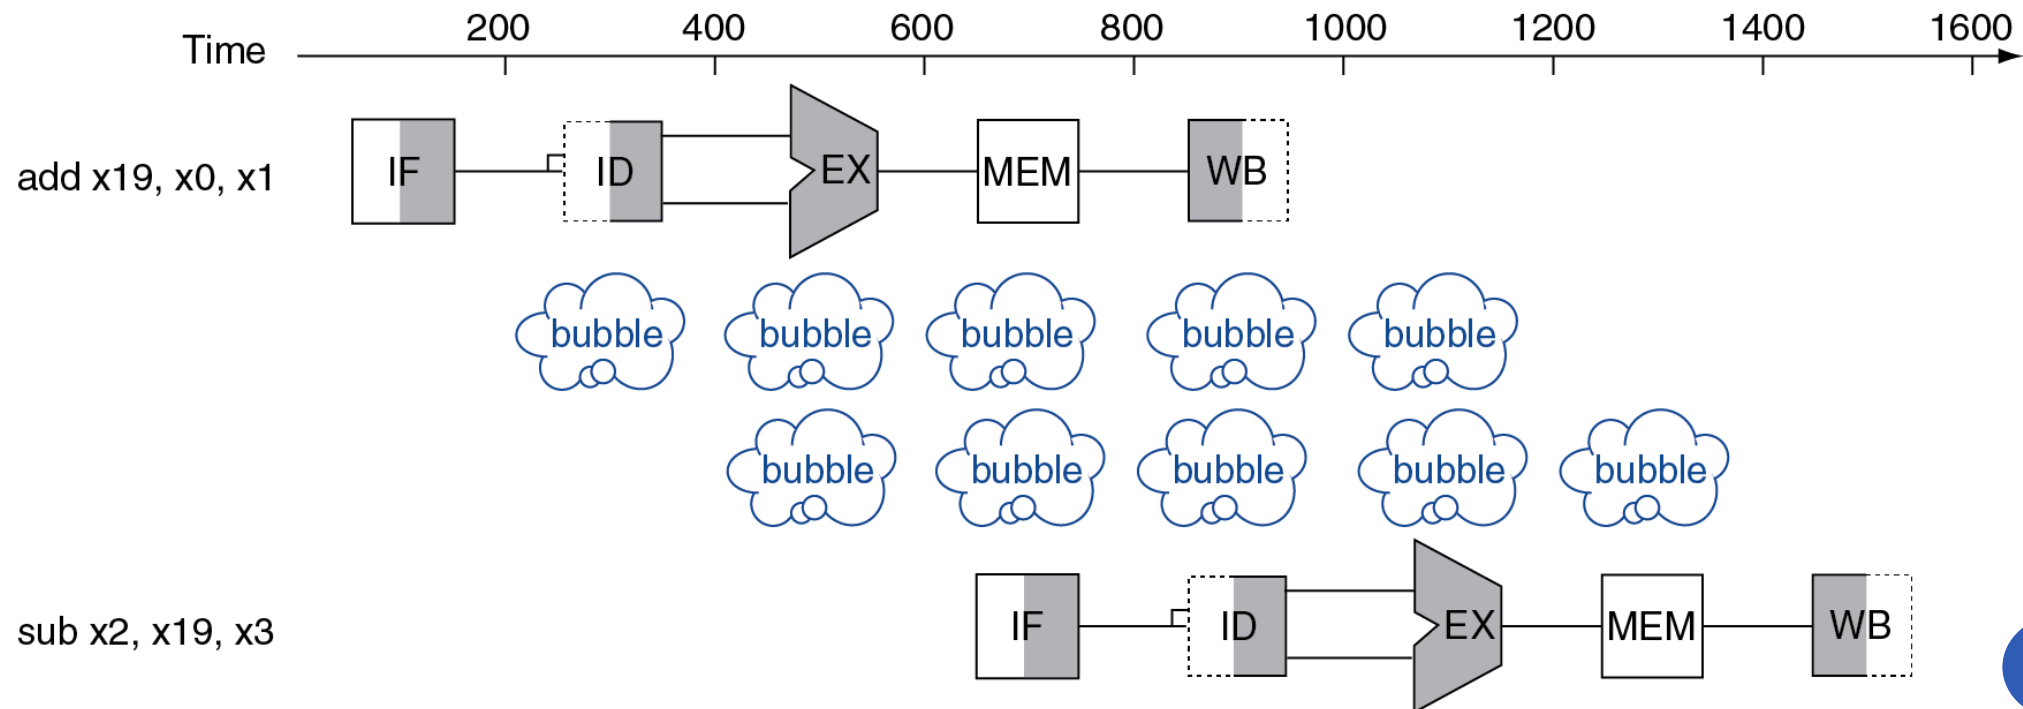 200 400 600 800 1000 1200 1400 1600
Time
add x19, x0, x1 IF ID EX MEM WB
bubble bubble bubble bubble bubble
bubble bubble bubble bubble bubble
sub x2, x19, x3 IF ID EX MEM WB